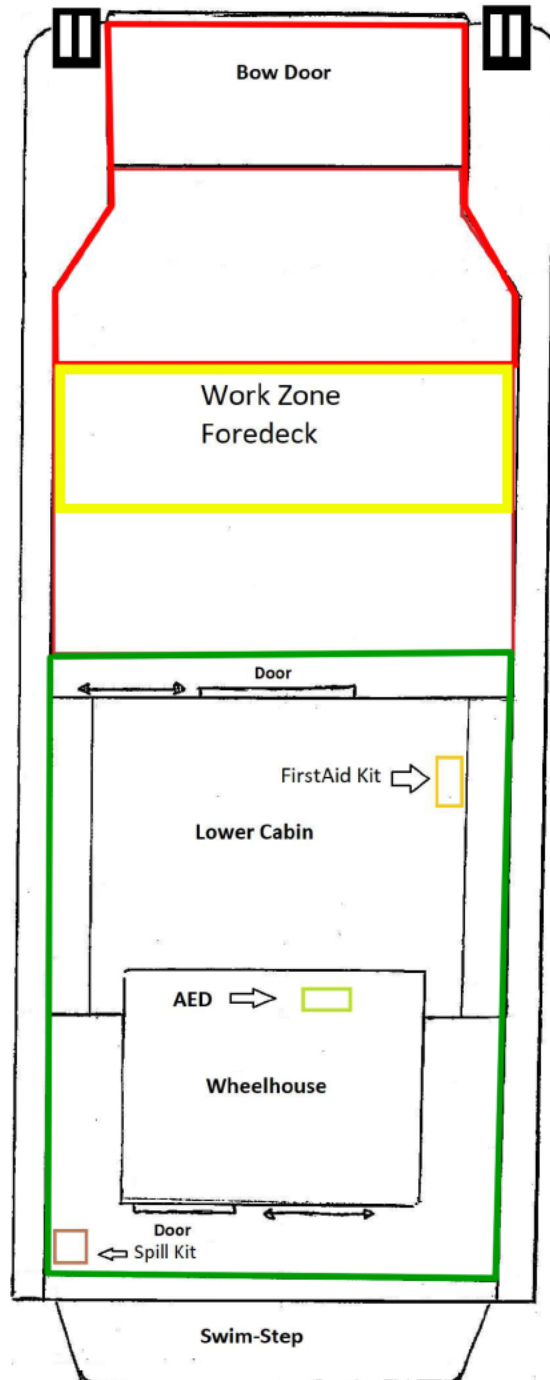 Bow Door
Work Zone
Foredeck
Door
FirstAid Kit
Lower Cabin
AED
Wheelhouse
Door
Spill Kit
Swim-Step